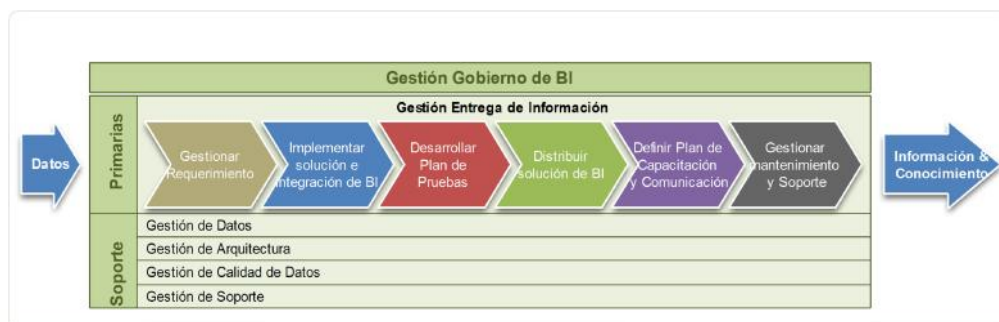 Gestión Gobierno de BI
Gestión Entrega de Información
Datos
Primarias
Gestionar
Requerimiento
Implementar
solución e
integración de BI
Desarrollar
Plan de
Pruebas
Distribuir
solución de BI
Definir Plan de
Capacitación
y Comunicación
Gestionar
mantenimiento
y Soporte
Información &
Conocimiento
Soporte
Gestión de Datos
Gestión de Arquitectura
Gestión de Calidad de Datos
Gestión de Soporte